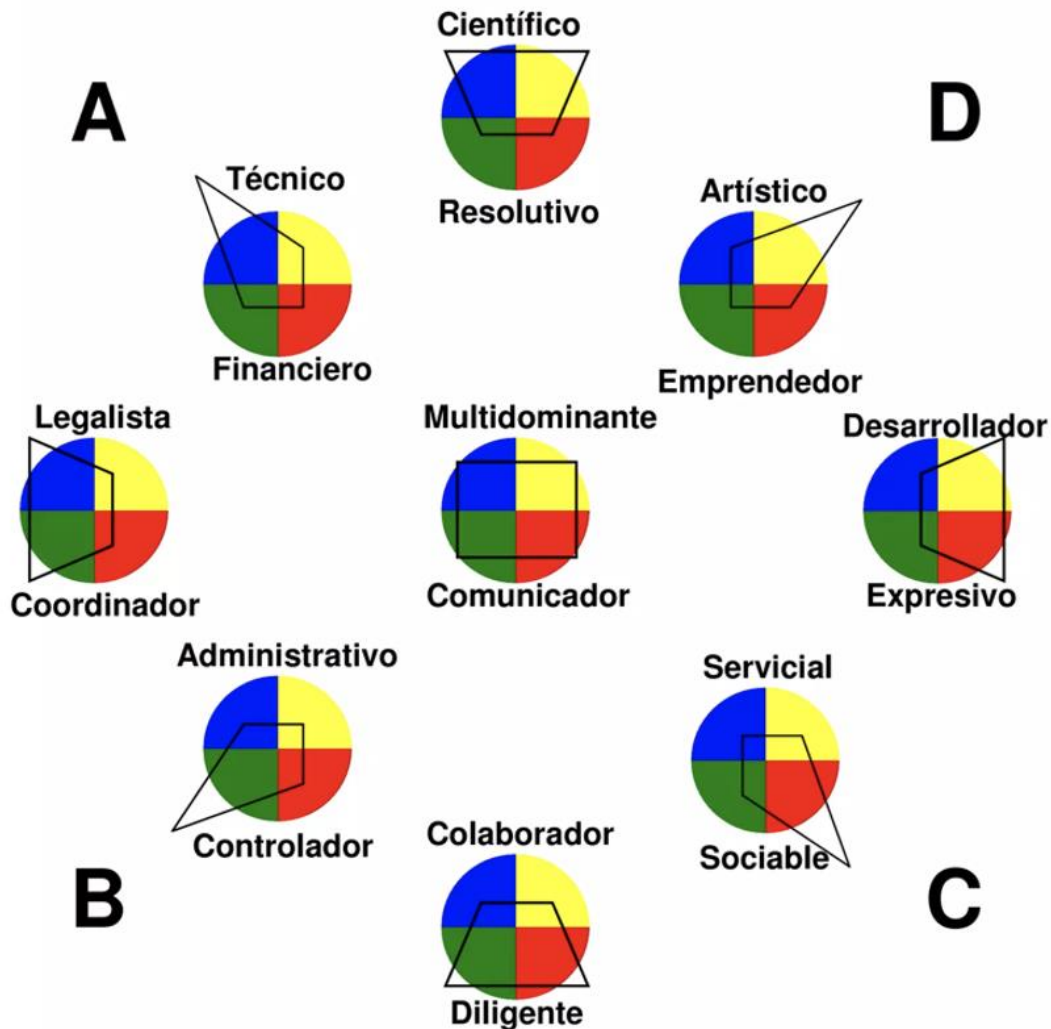 Científico
A
D
Resolutivo
Técnico
Financiero
Artístico
Emprendedor
Legalista
Coordinador
Multidominante
Comunicador
Desarrollador
Expresivo
Administrativo
Controlador
Servicial
Sociable
Colaborador
Diligente
B
C